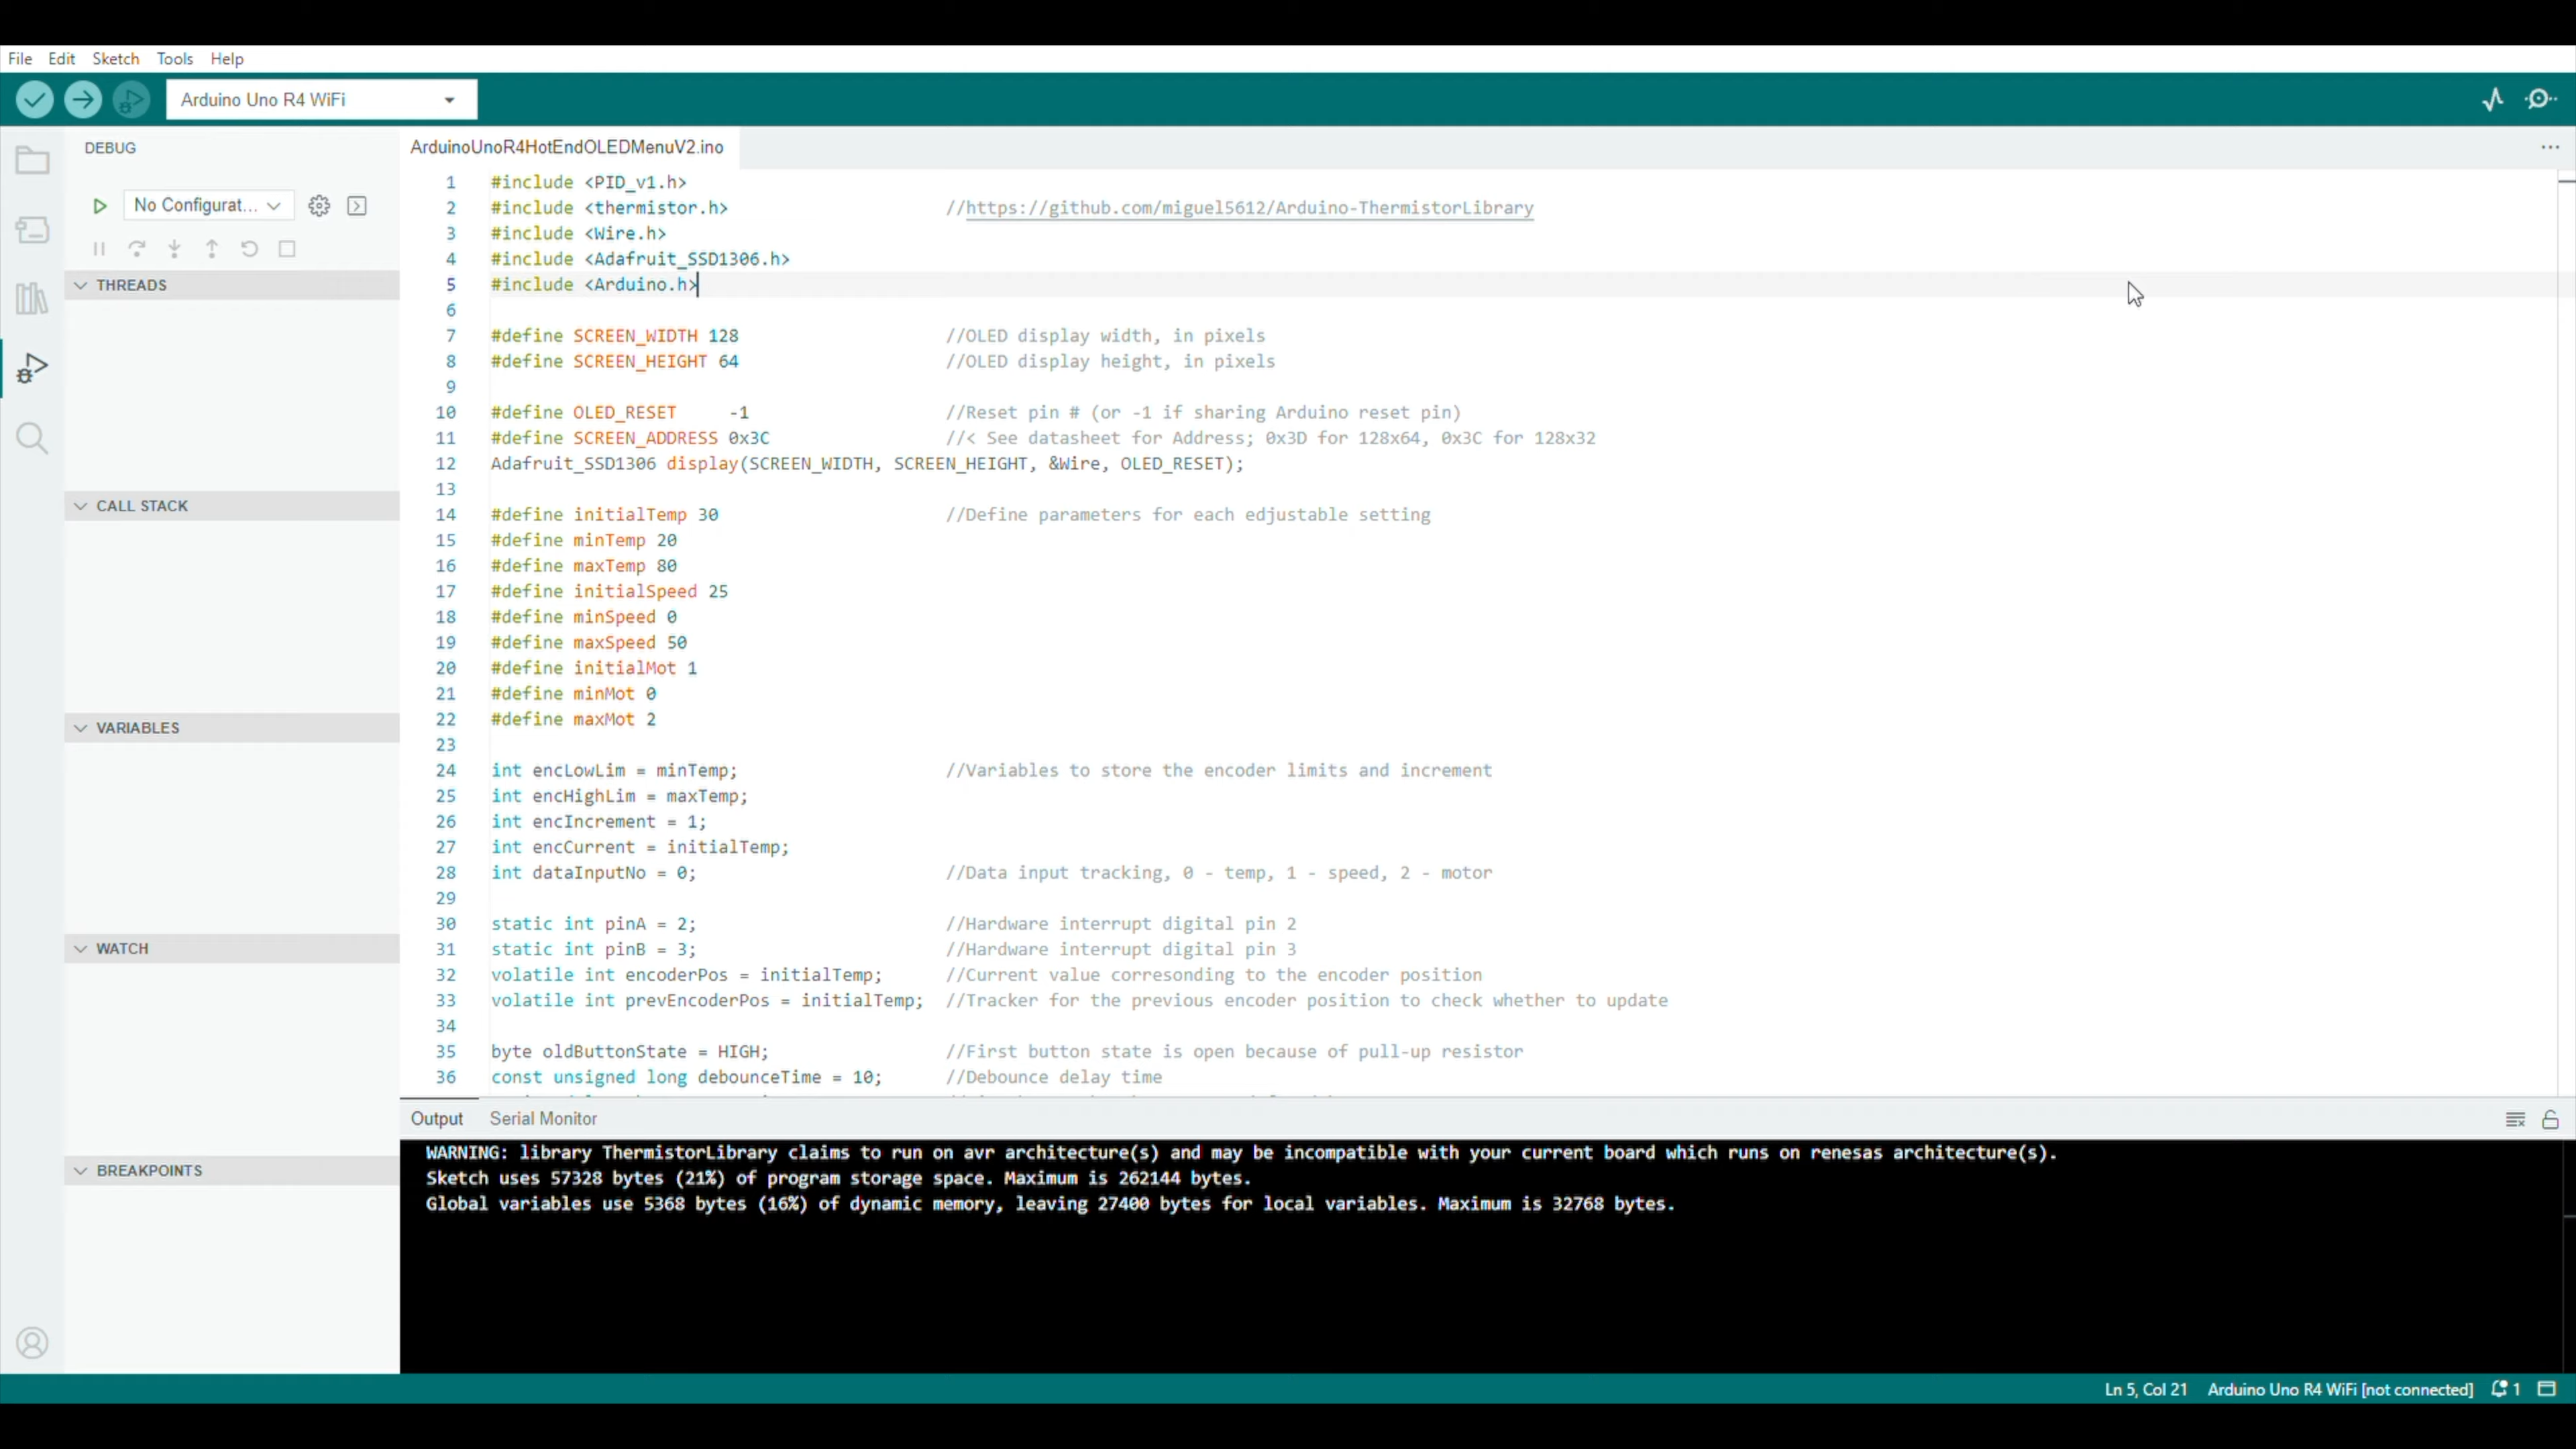 File Edit Sketch Tools Help
Arduino Uno R4 WiFi
DEBUG
ArduinoUnoR4HotEndOLEDMenuV2.ino
No Configurat...
THREADS
CALL STACK
VARIABLES
WATCH
BREAKPOINTS
1 #include <PID_v1.h>
2 #include <thermistor.h> //https://github.com/miguel5612/Arduino-ThermistorLibrary
3 #include <Wire.h>
4 #include <Adafruit_SSD1306.h>
5 #include <Arduino.h>
6
7 #define SCREEN_WIDTH 128 //OLED display width, in pixels
8 #define SCREEN_HEIGHT 64 //OLED display height, in pixels
9
10 #define OLED_RESET -1 //Reset pin # (or -1 if sharing Arduino reset pin)
11 #define SCREEN_ADDRESS 0x3C //< See datasheet for Address; 0x3D for 128x64, 0x3C for 128x32
12 Adafruit_SSD1306 display(SCREEN_WIDTH, SCREEN_HEIGHT, &Wire, OLED_RESET);
13
14 #define initialTemp 30 //Define parameters for each edjustable setting
15 #define minTemp 20
16 #define maxTemp 80
17 #define initialSpeed 25
18 #define minSpeed 0
19 #define maxSpeed 50
20 #define initialMot 1
21 #define minMot 0
22 #define maxMot 2
23
24 int encLowLim = minTemp; //Variables to store the encoder limits and increment
25 int encHighLim = maxTemp;
26 int encIncrement = 1;
27 int encCurrent = initialTemp;
28 int dataInputNo = 0; //Data input tracking, 0 - temp, 1 - speed, 2 - motor
29
30 static int pinA = 2; //Hardware interrupt digital pin 2
31 static int pinB = 3; //Hardware interrupt digital pin 3
32 volatile int encoderPos = initialTemp; //Current value corresonding to the encoder position
33 volatile int prevEncoderPos = initialTemp; //Tracker for the previous encoder position to check whether to update
34
35 byte oldButtonState = HIGH; //First button state is open because of pull-up resistor
36 const unsigned long debounceTime = 10; //Debounce delay time
Output Serial Monitor
WARNING: library ThermistorLibrary claims to run on avr architecture(s) and may be incompatible with your current board which runs on renesas architecture(s).
Sketch uses 57328 bytes (21%) of program storage space. Maximum is 262144 bytes.
Global variables use 5368 bytes (16%) of dynamic memory, leaving 27400 bytes for local variables. Maximum is 32768 bytes.
Ln 5, Col 21 Arduino Uno R4 WiFi [not connected] 1